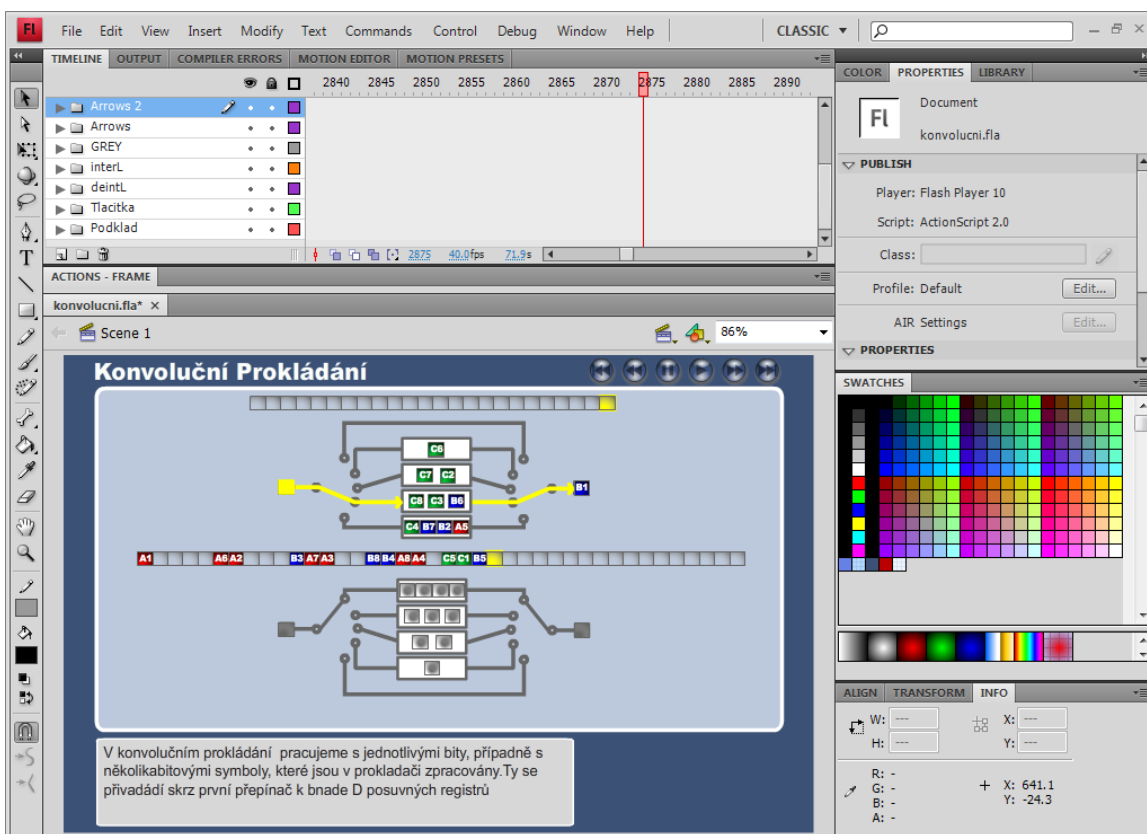 Fl File Edit View Insert Modify Text Commands Control Debug Window Help CLASSIC
TIMELINE OUTPUT COMPILER ERRORS MOTION EDITOR MOTION PRESETS
2840 2845 2850 2855 2860 2865 2870 2875 2880 2885 2890
Arrows 2
Arrows
GREY
interL
deintL
Tlacitka
Podklad
2875 40.0fps 71.9s
ACTIONS - FRAME
konvolucni.fla* ×
Scene 1 86%
Konvoluční Prokládání
C6
C7 C2
C8 C3 B6
B1
C4 B7 B2 A5
A1 A6 A2 B3 A7 A3 B8 B4 A8 A4 C5 C1 B5
V konvolučním prokládání pracujeme s jednotlivými bity, případně s
několikabitovými symboly, které jsou v prokladači zpracovány.Ty se
přivadádí skrz první přepínač k bnade D posuvných registrů
COLOR PROPERTIES LIBRARY
Fl
Document
konvolucni.fla
PUBLISH
Player: Flash Player 10
Script: ActionScript 2.0
Class:
Profile: Default Edit...
AIR Settings Edit...
PROPERTIES
SWATCHES
ALIGN TRANSFORM INFO
W: --- X: ---
H: --- Y: ---
R: -
G: - + X: 641.1
B: - Y: -24.3
A: -